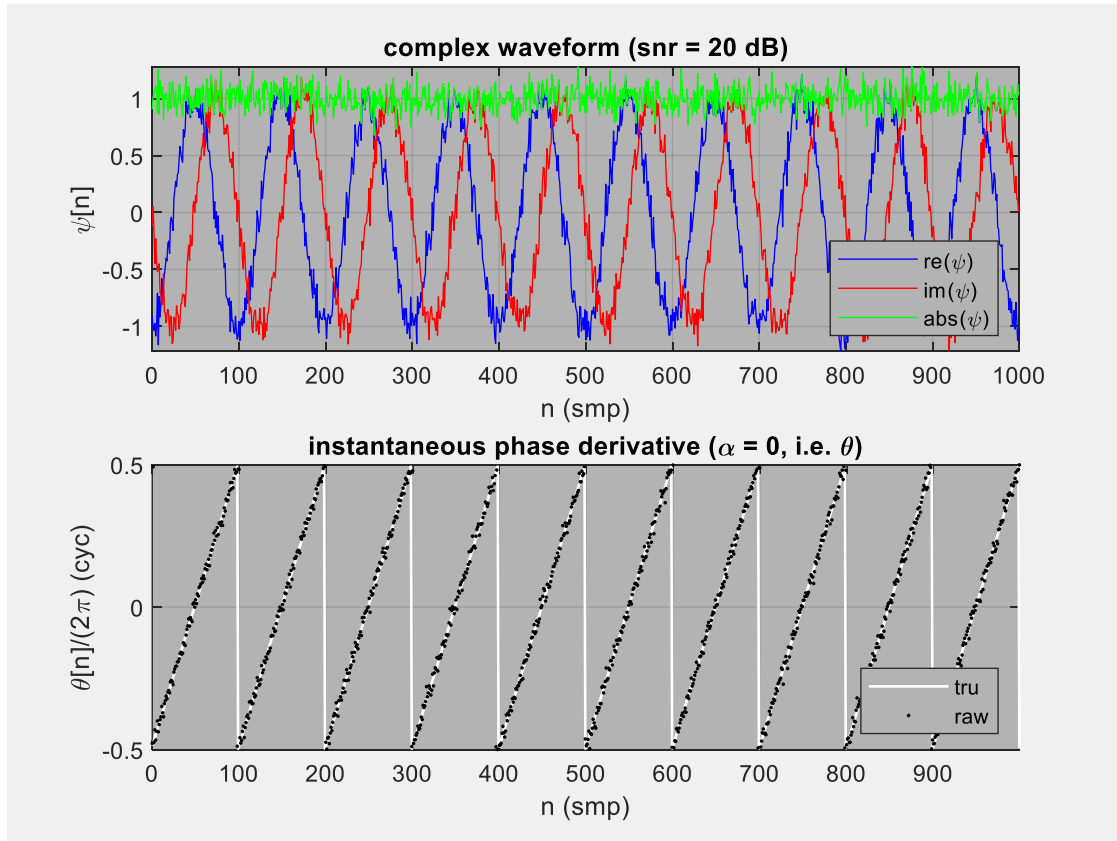 complex waveform (snr = 20 dB)
1
0.5
0
-0.5
-1
ψ[n]
re(ψ)
im(ψ)
abs(ψ)
0 100 200 300 400 500 600 700 800 900 1000
n (smp)
instantaneous phase derivative (α = 0, i.e. θ)
0.5
0
-0.5
θ[n]/(2π) (cyc)
tru
raw
0 100 200 300 400 500 600 700 800 900
n (smp)